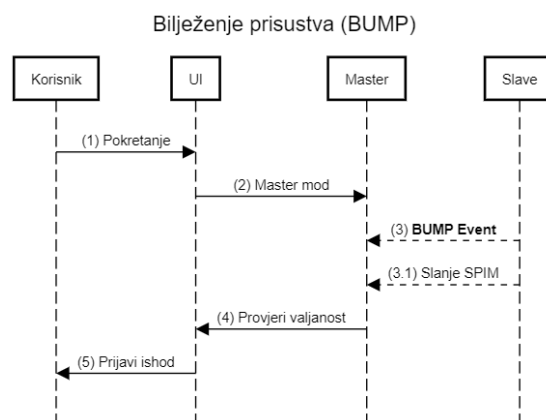 Bilježenje prisustva (BUMP)
Korisnik
UI
Master
Slave
(1) Pokretanje
(2) Master mod
(3) BUMP Event
(3.1) Slanje SPIM
(4) Provjeri valjanost
(5) Prijavi ishod